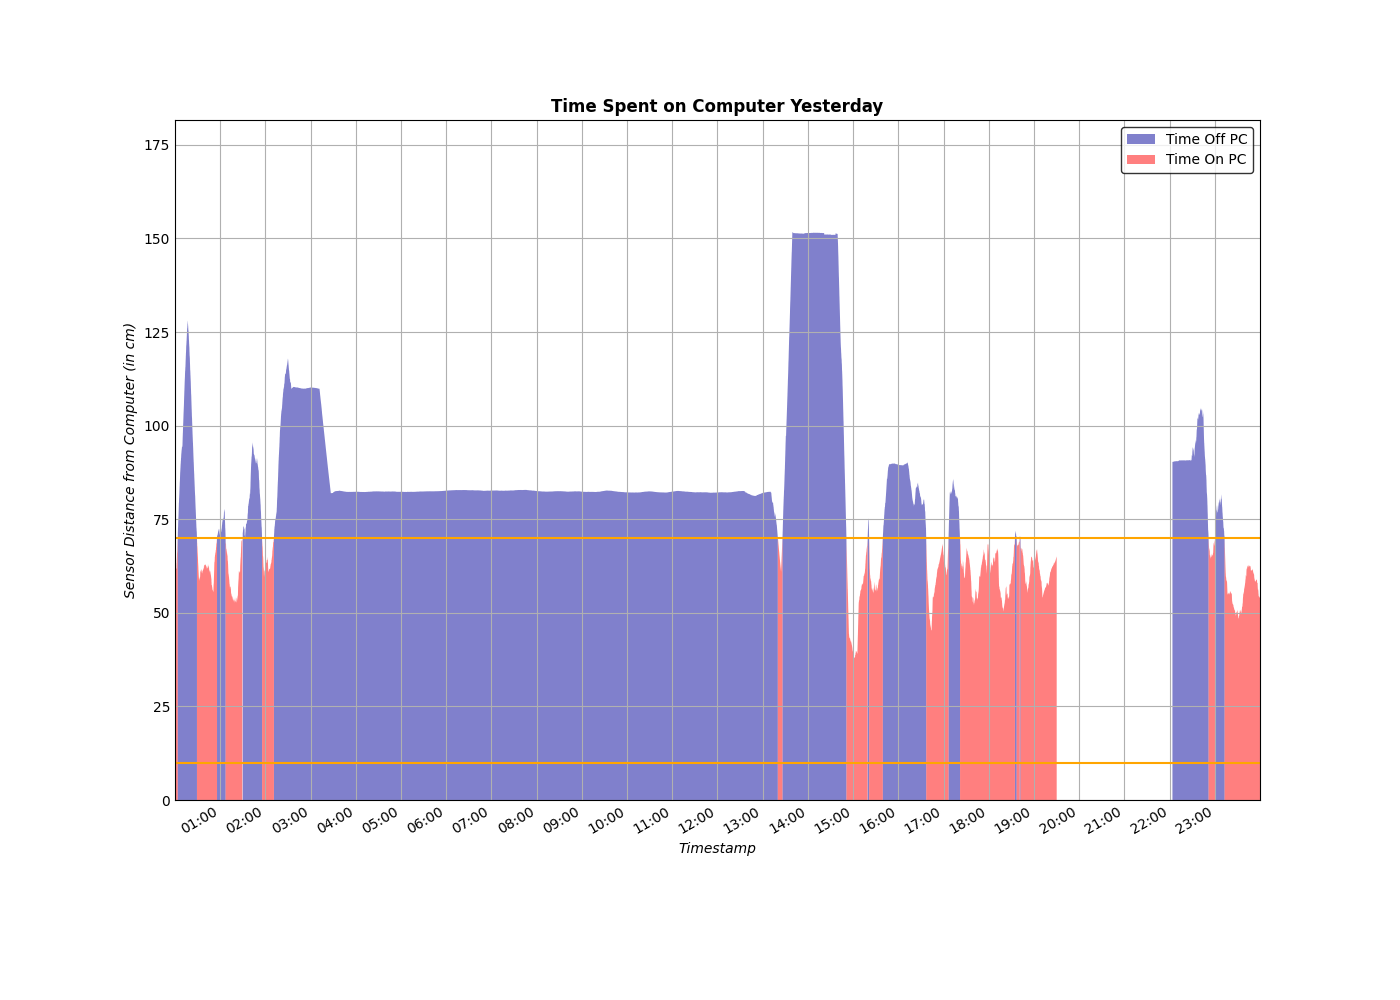 Time Spent on Computer Yesterday
Time Off PC
Time On PC
Sensor Distance from Computer (in cm)
175
150
125
100
75
50
25
0
01:00 02:00 03:00 04:00 05:00 06:00 07:00 08:00 09:00 10:00 11:00 12:00 13:00 14:00 15:00 16:00 17:00 18:00 19:00 20:00 21:00 22:00 23:00
Timestamp